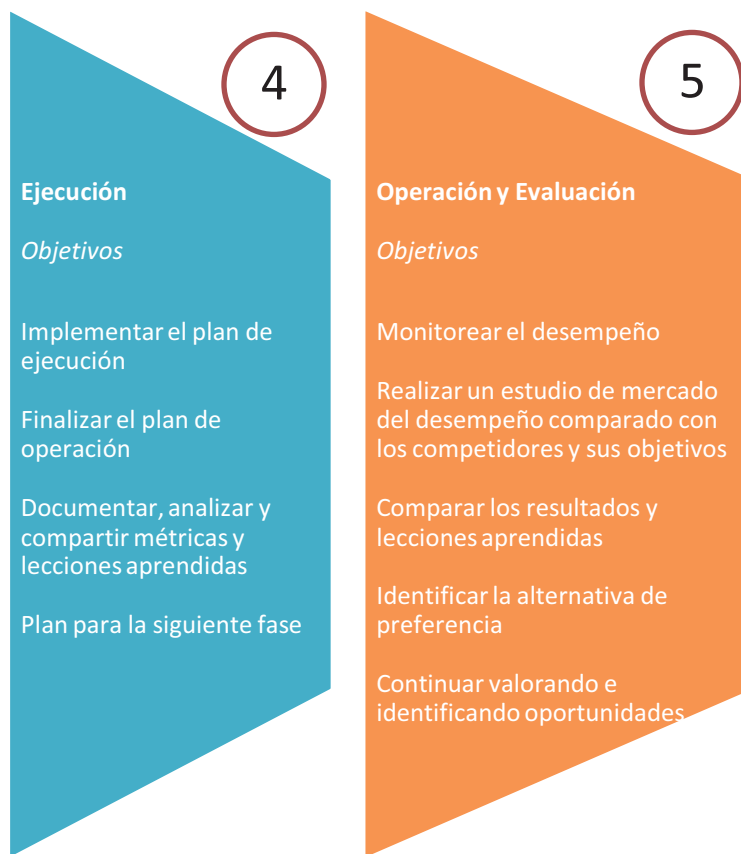 4
Ejecución
Objetivos
Implementar el plan de
ejecución
Finalizar el plan de
operación
Documentar, analizar y
compartir métricas y
lecciones aprendidas
Plan para la siguiente fase
5
Operación y Evaluación
Objetivos
Monitorear el desempeño
Realizar un estudio de mercado
del desempeño comparado con
los competidores y sus objetivos
Comparar los resultados y
lecciones aprendidas
Identificar la alternativa de
preferencia
Continuar valorando e
identificando oportunidades